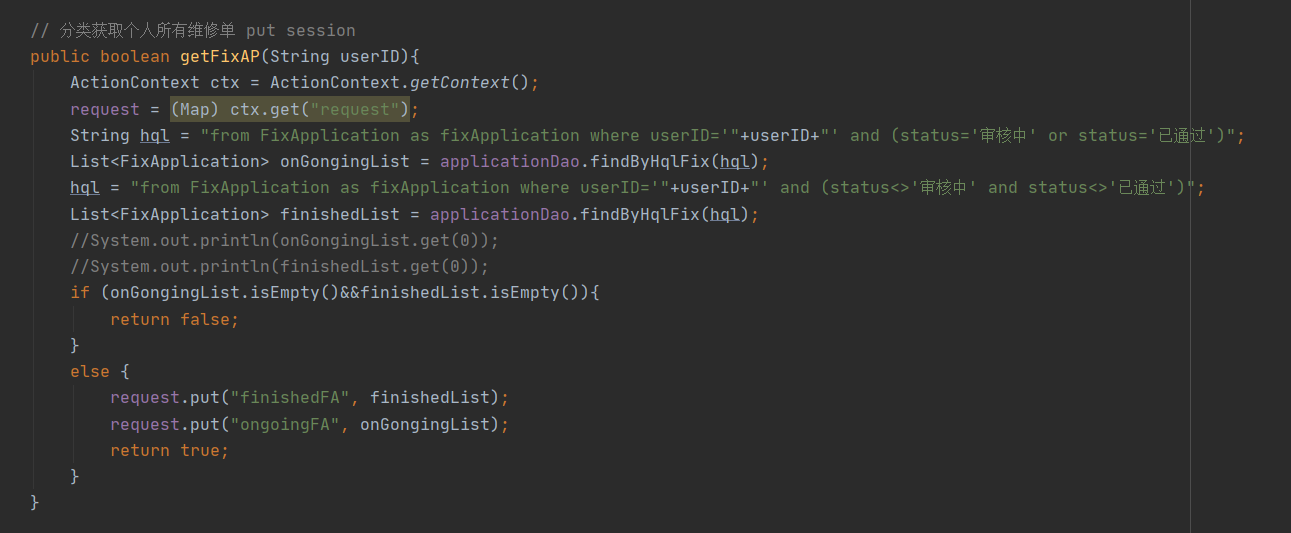 // 分类获取个人所有维修单 put session
public boolean getFixAP(String userID){
ActionContext ctx = ActionContext.getContext();
request = (Map) ctx.get("request");
String hql = "from FixApplication as fixApplication where userID='"+userID+"' and (status='审核中' or status='已通过')";
List<FixApplication> onGongingList = applicationDao.findByHqlFix(hql);
hql = "from FixApplication as fixApplication where userID='"+userID+"' and (status<>'审核中' and status<>'已通过')";
List<FixApplication> finishedList = applicationDao.findByHqlFix(hql);
//System.out.println(onGongingList.get(0));
//System.out.println(finishedList.get(0));
if (onGongingList.isEmpty()&&finishedList.isEmpty()){
return false;
}
else {
request.put("finishedFA", finishedList);
request.put("ongoingFA", onGongingList);
return true;
}
}